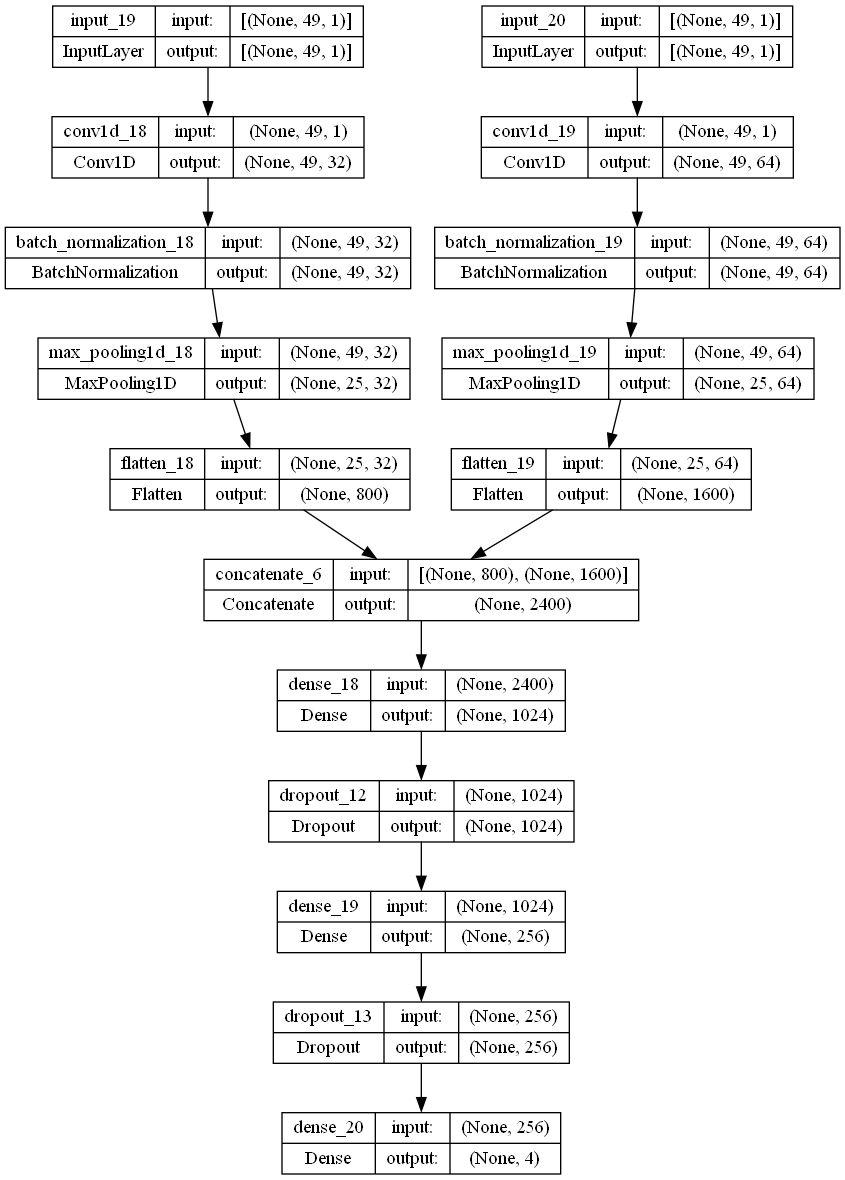 input_19 input: [(None, 49, 1)]
InputLayer output: [(None, 49, 1)]
input_20 input: [(None, 49, 1)]
InputLayer output: [(None, 49, 1)]
conv1d_18 input: (None, 49, 1)
Conv1D output: (None, 49, 32)
conv1d_19 input: (None, 49, 1)
Conv1D output: (None, 49, 64)
batch_normalization_18 input: (None, 49, 32)
BatchNormalization output: (None, 49, 32)
batch_normalization_19 input: (None, 49, 64)
BatchNormalization output: (None, 49, 64)
max_pooling1d_18 input: (None, 49, 32)
MaxPooling1D output: (None, 25, 32)
max_pooling1d_19 input: (None, 49, 64)
MaxPooling1D output: (None, 25, 64)
flatten_18 input: (None, 25, 32)
Flatten output: (None, 800)
flatten_19 input: (None, 25, 64)
Flatten output: (None, 1600)
concatenate_6 input: [(None, 800), (None, 1600)]
Concatenate output: (None, 2400)
dense_18 input: (None, 2400)
Dense output: (None, 1024)
dropout_12 input: (None, 1024)
Dropout output: (None, 1024)
dense_19 input: (None, 1024)
Dense output: (None, 256)
dropout_13 input: (None, 256)
Dropout output: (None, 256)
dense_20 input: (None, 256)
Dense output: (None, 4)